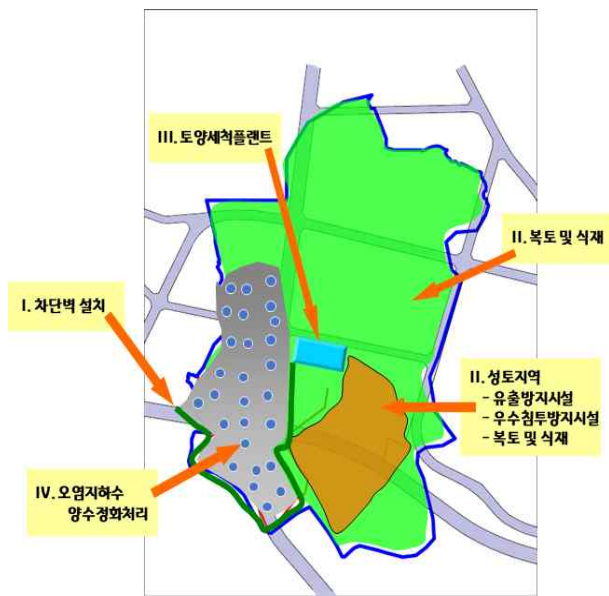 III. 토양세척플랜트
II. 복토 및 식재
I. 차단벽 설치
II. 성토지역
- 유출방지시설
- 우수침투방지시설
- 복토 및 식재
IV. 오염지하수
양수정화처리